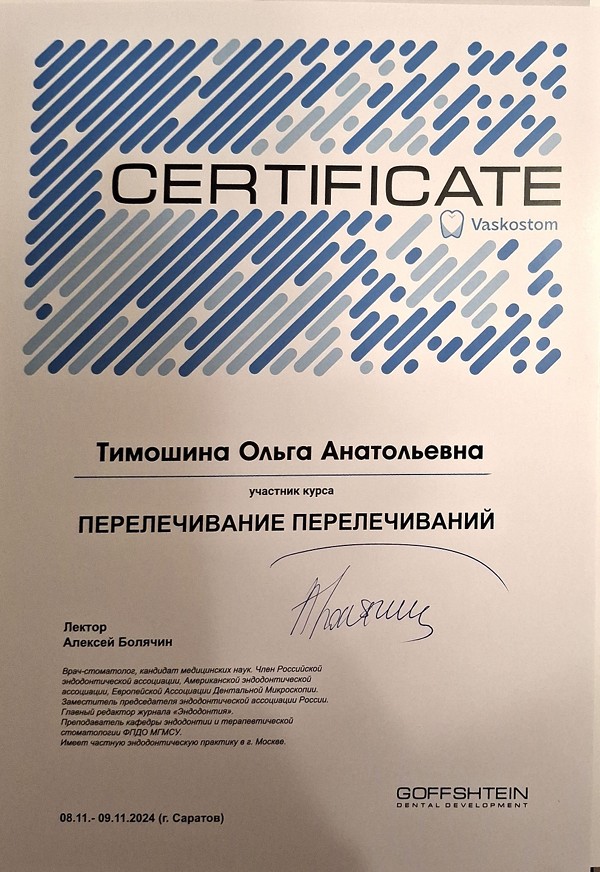 CERTIFICATE
Vaskostom
Тимошина Ольга Анатольевна
участник курса
ПЕРЕЛЕЧИВАНИЕ ПЕРЕЛЕЧИВАНИЙ
Лектор
Алексей Болячин
Врач-стоматолог, кандидат медицинских наук. Член Российской
эндодонтической ассоциации, Американской эндодонтической
ассоциации, Европейской Ассоциации Дентальной Микроскопии.
Заместитель председателя эндодонтической ассоциации России.
Главный редактор журнала «Эндодонтия».
Преподаватель кафедры эндодонтии и терапевтической
стоматологии ФПДО МГМСУ.
Имеет частную эндодонтическую практику в г. Москве.
GOFFSHTEIN
DENTAL DEVELOPMENT
08.11.- 09.11.2024 (г. Саратов)